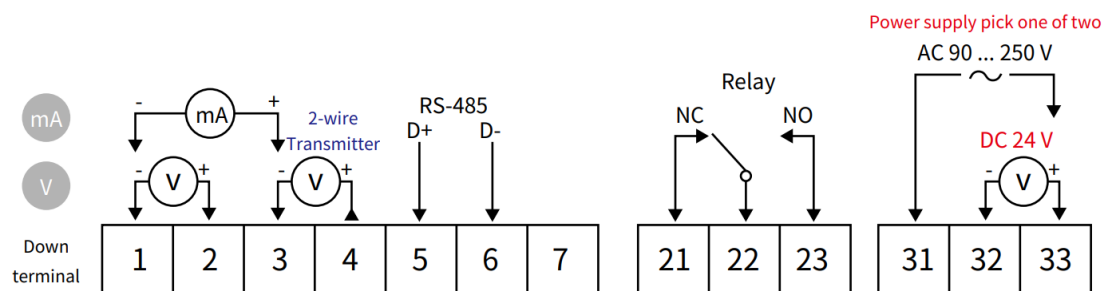 Power supply pick one of two
AC 90 ... 250 V
Relay
mA
- mA +
2-wire
Transmitter
RS-485
D+ D-
NC NO
DC 24 V
V
- V +
- V +
- V +
Down
terminal
1 2 3 4 5 6 7
21 22 23
31 32 33